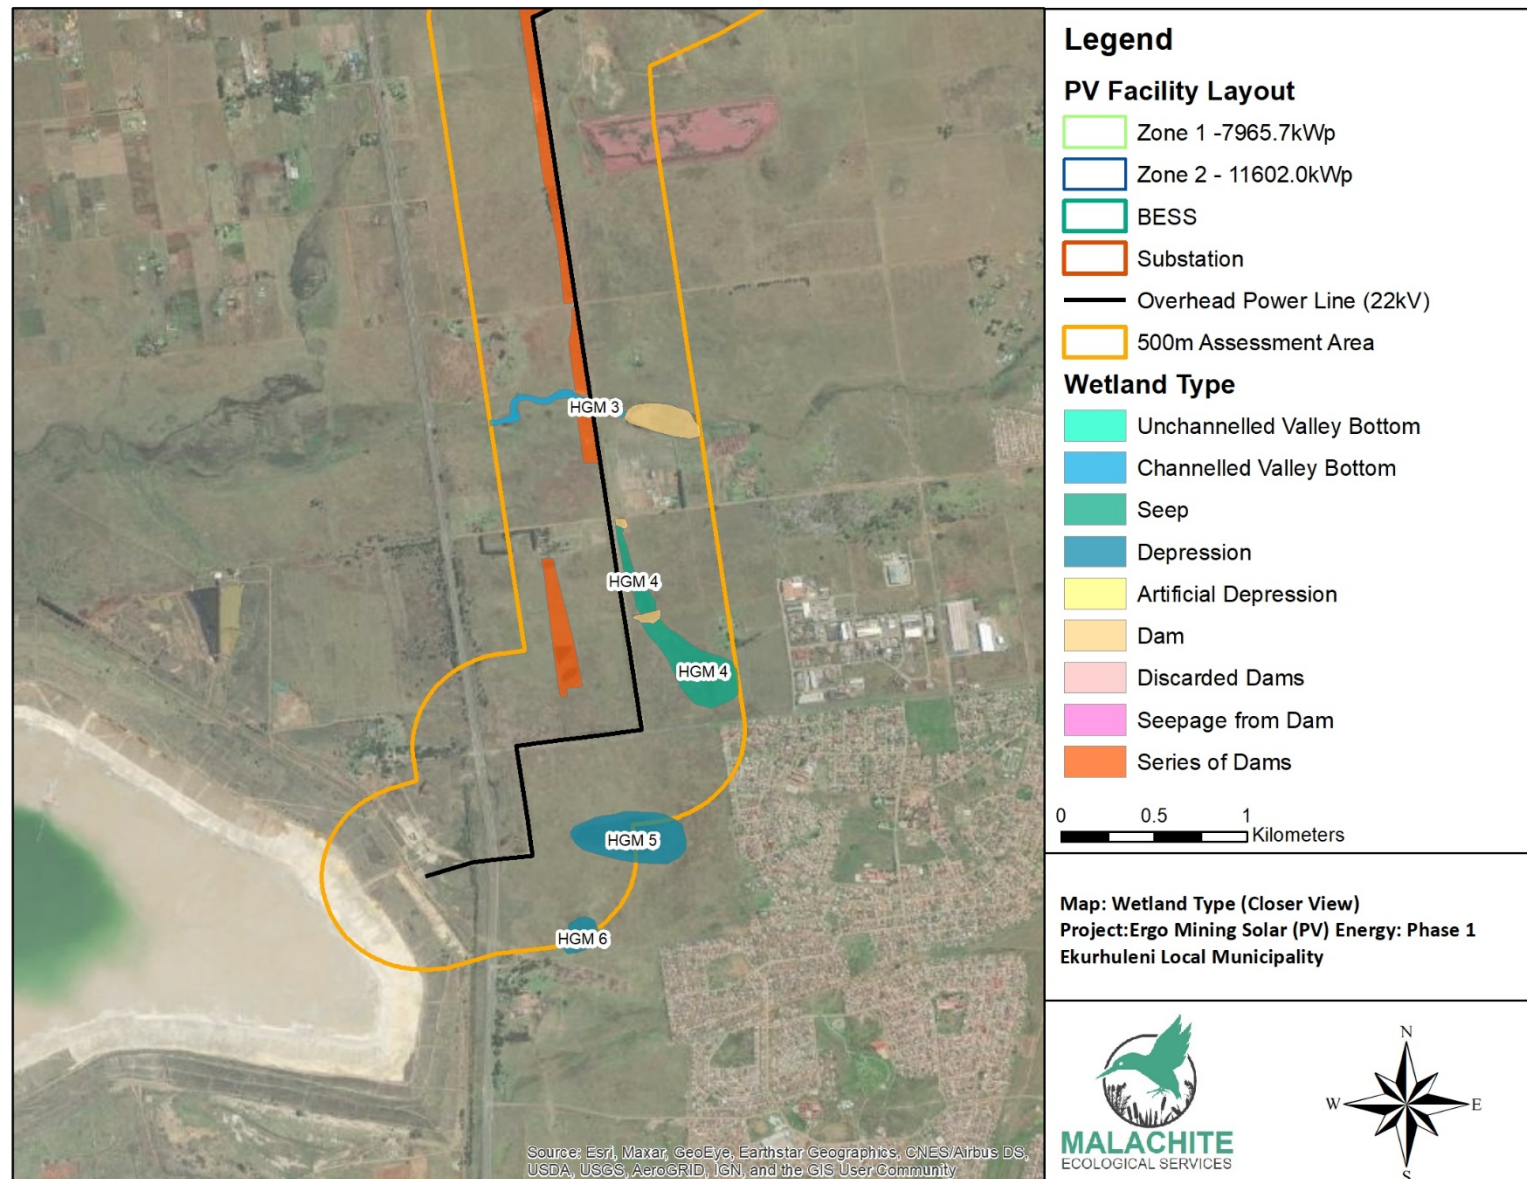 HGM 3
HGM 4
HGM 4
HGM 5
HGM 6
Source: Esri, Maxar, GeoEye, Earthstar Geographics, CNES/Airbus DS,
USDA, USGS, AeroGRID, IGN, and the GIS User Community
Legend
PV Facility Layout
Zone 1 -7965.7kWp
Zone 2 - 11602.0kWp
BESS
Substation
Overhead Power Line (22kV)
500m Assessment Area
Wetland Type
Unchannelled Valley Bottom
Channelled Valley Bottom
Seep
Depression
Artificial Depression
Dam
Discarded Dams
Seepage from Dam
Series of Dams
0 0.5 1
Kilometers
Map: Wetland Type (Closer View)
Project:Ergo Mining Solar (PV) Energy: Phase 1
Ekurhuleni Local Municipality
MALACHITE
ECOLOGICAL SERVICES
N
W E
S